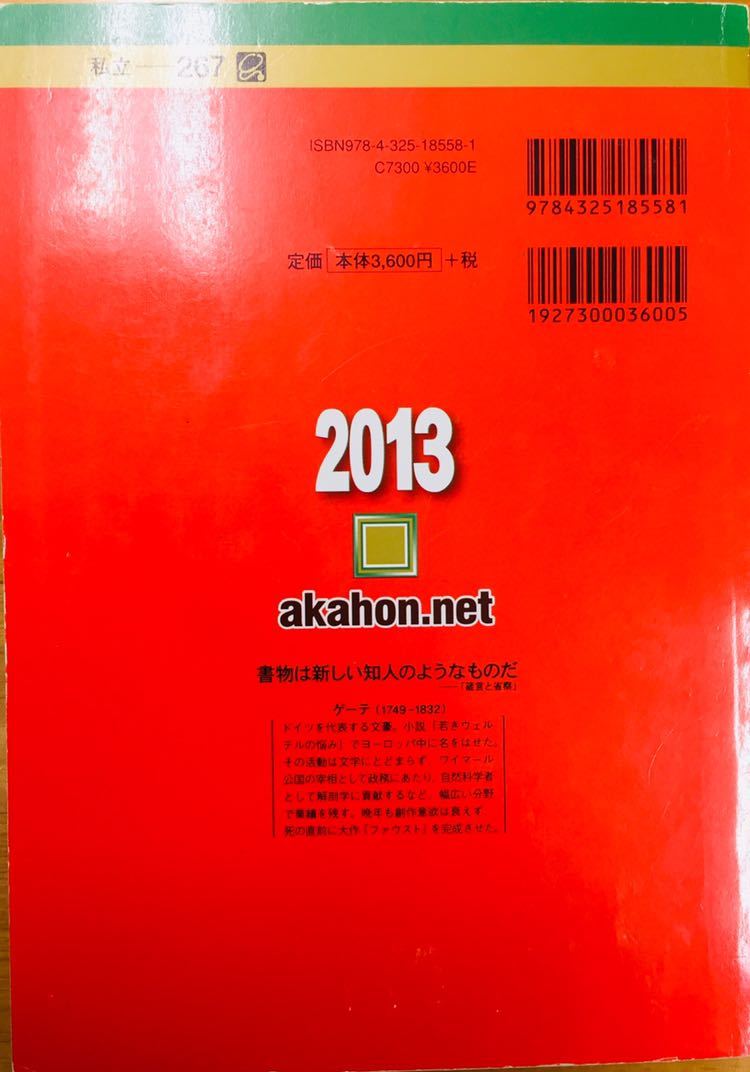 私立──267
ISBN978-4-325-18558-1
C7300 ¥3600E
9784325185581
定価 本体3,600円 +税
1927300036005
2013
akahon.net
書物は新しい知人のようなものだ
──「箴言と省察」
ゲーテ(1749-1832)
ドイツを代表する文豪。小説「若きウェル
テルの悩み」でヨーロッパ中に名をはせた。
その活動は文学にとどまらず、ワイマール
公国の宰相として政務にあたり、自然科学者
として解剖学に貢献するなど、幅広い分野
で業績を残す。晩年も創作意欲は衰えず、
死の直前に大作「ファウスト」を完成させた。